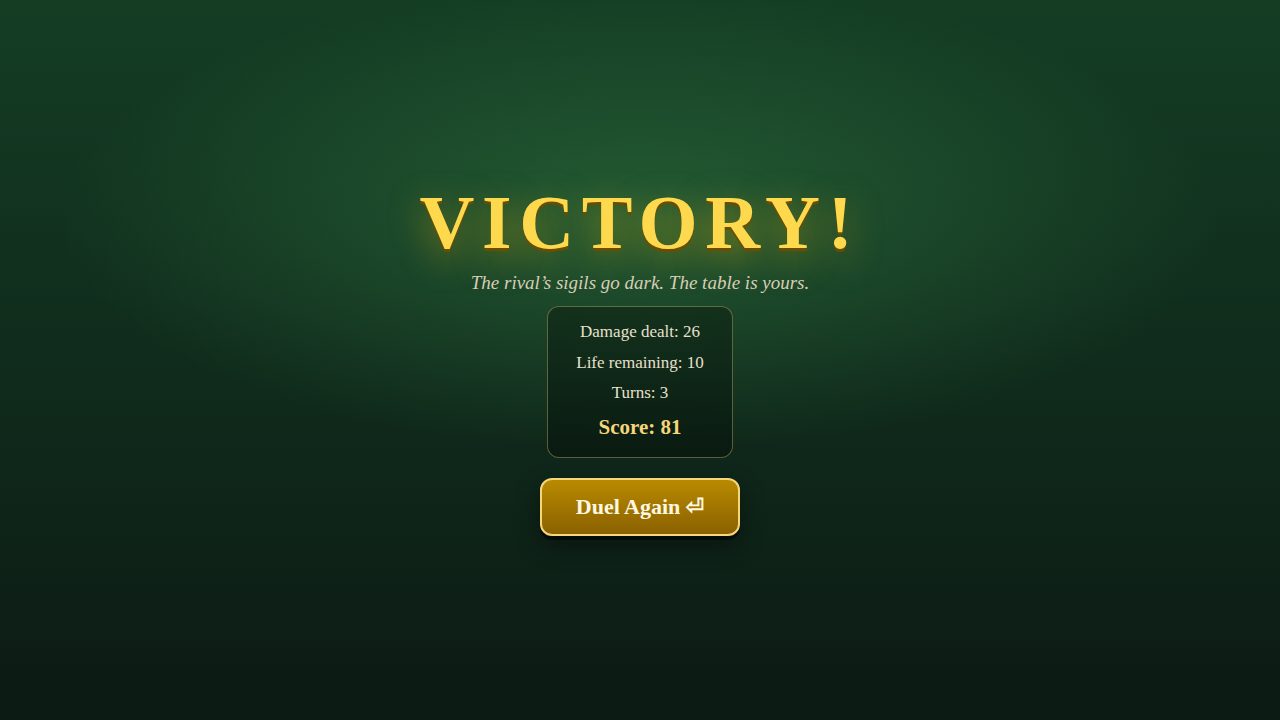 VICTORY!
The rival’s sigils go dark. The table is yours.
Damage dealt: 26
Life remaining: 10
Turns: 3
Score: 81
Duel Again ⏎